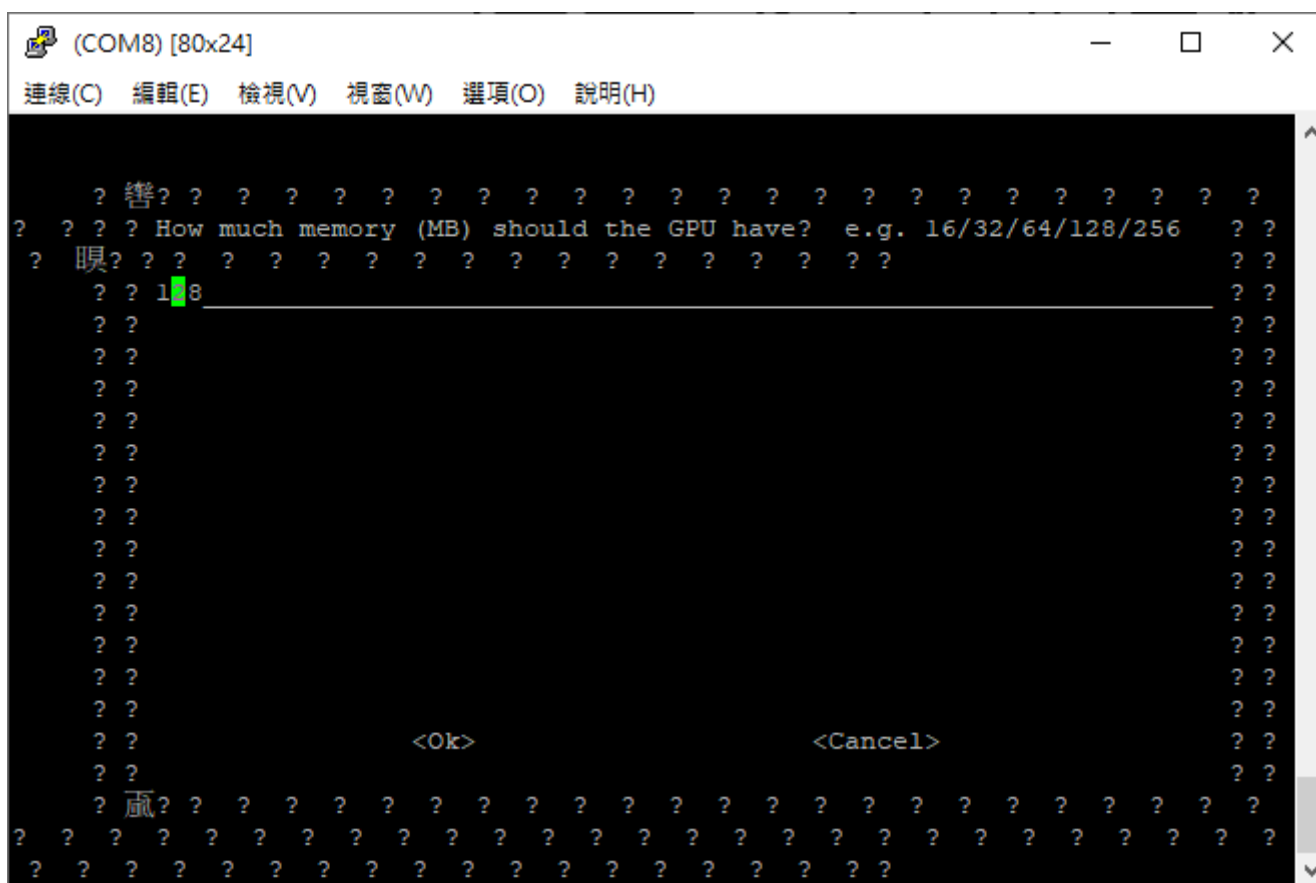 (COM8) [80x24]
連線(C) 編輯(E) 檢視(V) 視窗(W) 選項(O) 說明(H)
? 轡? ? ? ? ? ? ? ? ? ? ? ? ? ? ? ? ? ? ? ? ? ? ? ?
? ? ? ? How much memory (MB) should the GPU have? e.g. 16/32/64/128/256 ? ?
? ? ? ? ? ? ? ? ? ? ? ? ? ? ? ? ? ? ? ? ?
? ? 128 ? ?
? ? ? ?
? ? ? ?
? ? ? ?
? ? ? ?
? ? ? ?
? ? ? ?
? ? ? ?
? ? ? ?
? ? ? ?
? ? ? ?
? ? ? ?
? ? ? ?
? ? ? ?
? ? <Ok> <Cancel> ? ?
? ? ? ?
? ? ? ? ? ? ? ? ? ? ? ? ? ? ? ? ? ? ? ? ? ? ? ? ? ?
? ? ? ? ? ? ? ? ? ? ? ? ? ? ? ? ? ? ? ? ? ? ? ? ? ? ?
? ? ? ? ? ? ? ? ? ? ? ? ? ? ? ? ? ? ?